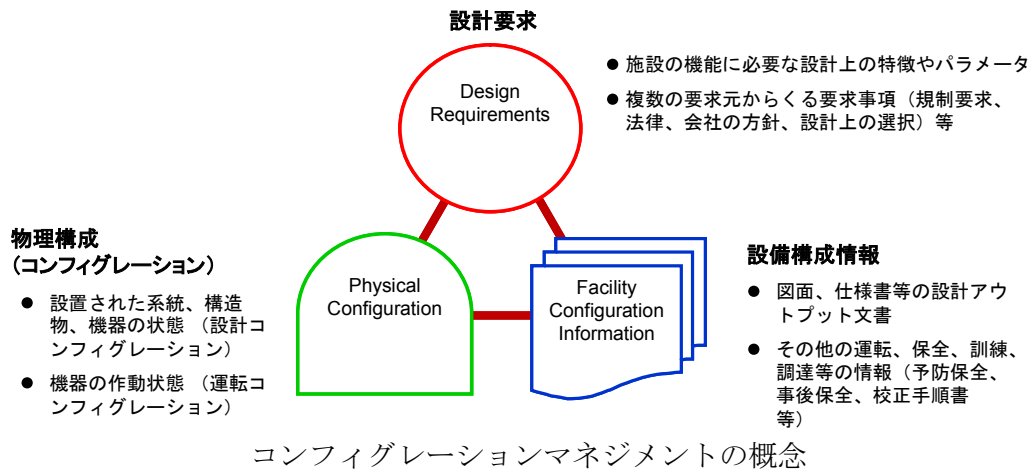 設計要求
Design
Requirements
● 施設の機能に必要な設計上の特徴やパラメータ
● 複数の要求元からくる要求事項（規制要求、
法律、会社の方針、設計上の選択）等
物理構成
（コンフィグレーション）
● 設置された系統、構造
物、機器の状態 （設計コ
ンフィグレーション）
● 機器の作動状態 （運転コ
ンフィグレーション）
Physical
Configuration
Facility
Configuration
Information
設備構成情報
● 図面、仕様書等の設計アウ
トプット文書
● その他の運転、保全、訓練、
調達等の情報（予防保全、
事後保全、校正手順書
等）
コンフィグレーションマネジメントの概念